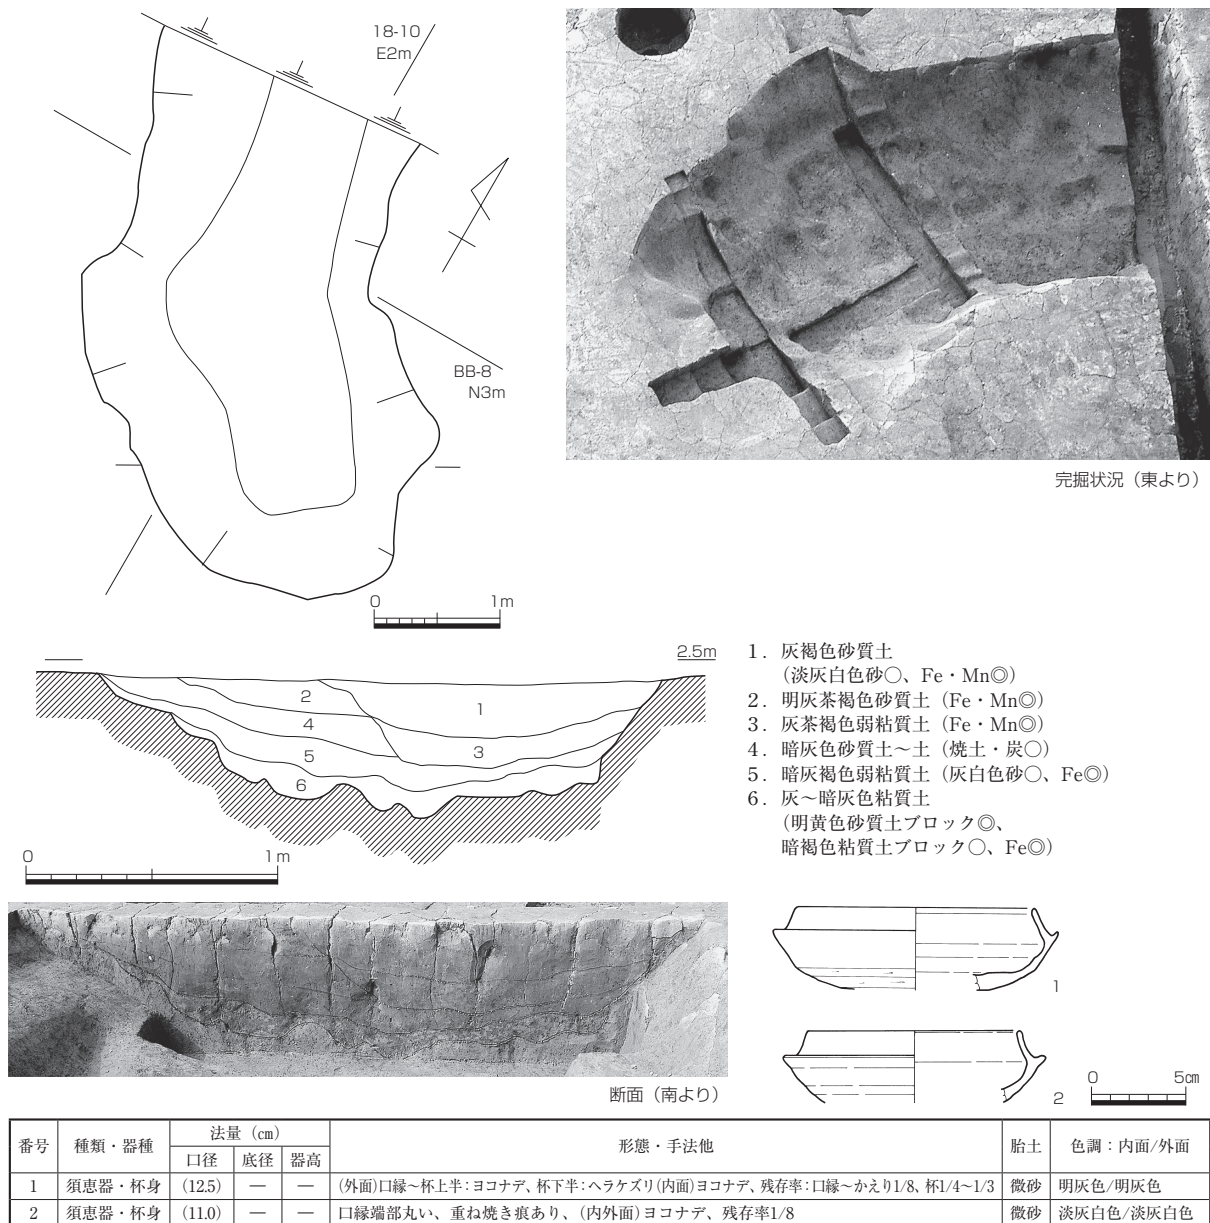 18-10
E2m
BB-8
N3m
0 1m
完掘状況（東より）
2.5m
1
2
3
4
5
6
0 1m
1. 灰褐色砂質土
（淡灰白色砂○、Fe・Mn◎）
2. 明灰茶褐色砂質土（Fe・Mn◎）
3. 灰茶褐色弱粘質土（Fe・Mn◎）
4. 暗灰色砂質土～土（焼土・炭○）
5. 暗灰褐色弱粘質土（灰白色砂○、Fe◎）
6. 灰～暗灰色粘質土
（明黄色砂質土ブロック◎、
暗褐色粘質土ブロック○、Fe◎）
断面（南より）
1
2
0 5㎝
番号 種類・器種 法量（㎝） 形態・手法他 胎土 色調：内面/外面
口径 底径 器高
1 須恵器・杯身 (12.5) ― ― (外面)口縁～杯上半：ヨコナデ、杯下半：ヘラケズリ(内面)ヨコナデ、残存率：口縁～かえり1/8、杯1/4～1/3 微砂 明灰色/明灰色
2 須恵器・杯身 (11.0) ― ― 口縁端部丸い、重ね焼き痕あり、(内外面)ヨコナデ、残存率1/8 微砂 淡灰白色/淡灰白色